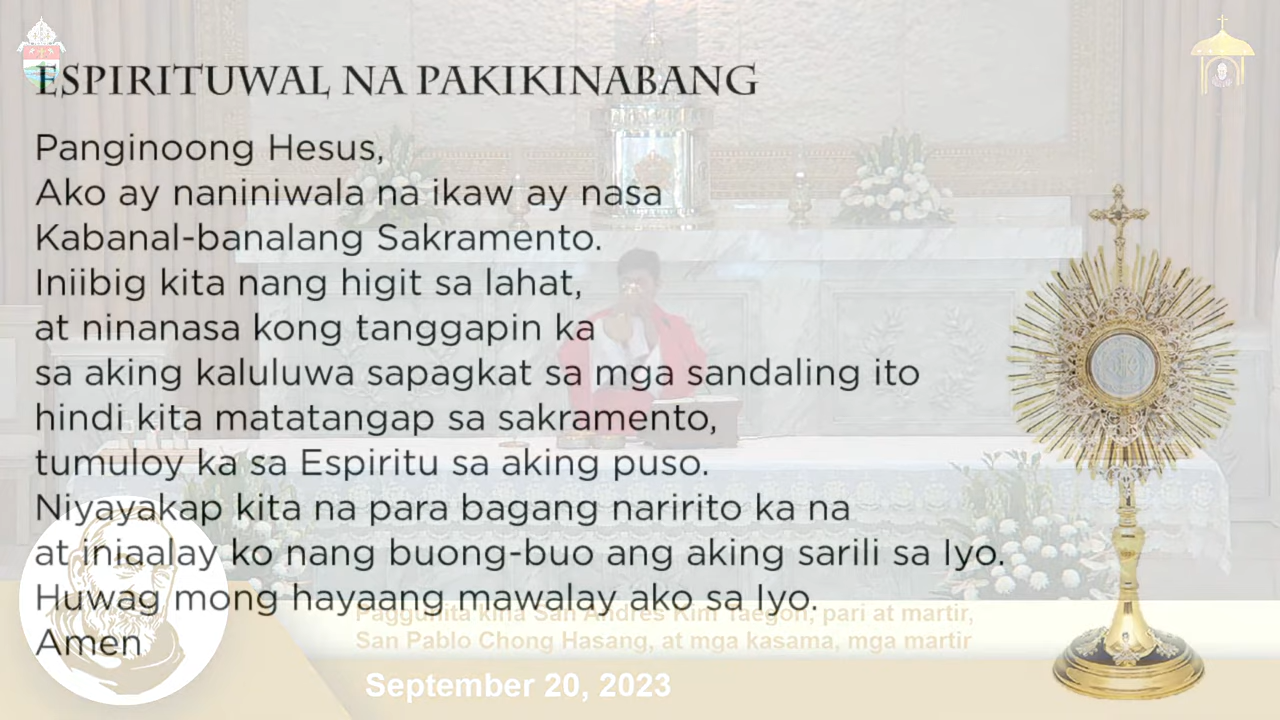 ESPIRITUWAL NA PAKIKINABANG
Panginoong Hesus,
Ako ay naniniwala na ikaw ay nasa
Kabanal-banalang Sakramento.
Iniibig kita nang higit sa lahat,
at ninanasa kong tanggapin ka
sa aking kaluluwa sapagkat sa mga sandaling ito
hindi kita matatangap sa sakramento,
tumuloy ka sa Espiritu sa aking puso.
Niyayakap kita na para bagang naririto ka na
at iniaalay ko nang buong-buo ang aking sarili sa Iyo.
Huwag mong hayaang mawalay ako sa Iyo.
Amen
Paggunita kina San Andres Kim Taegon, pari at martir,
San Pablo Chong Hasang, at mga kasama, mga martir
September 20, 2023